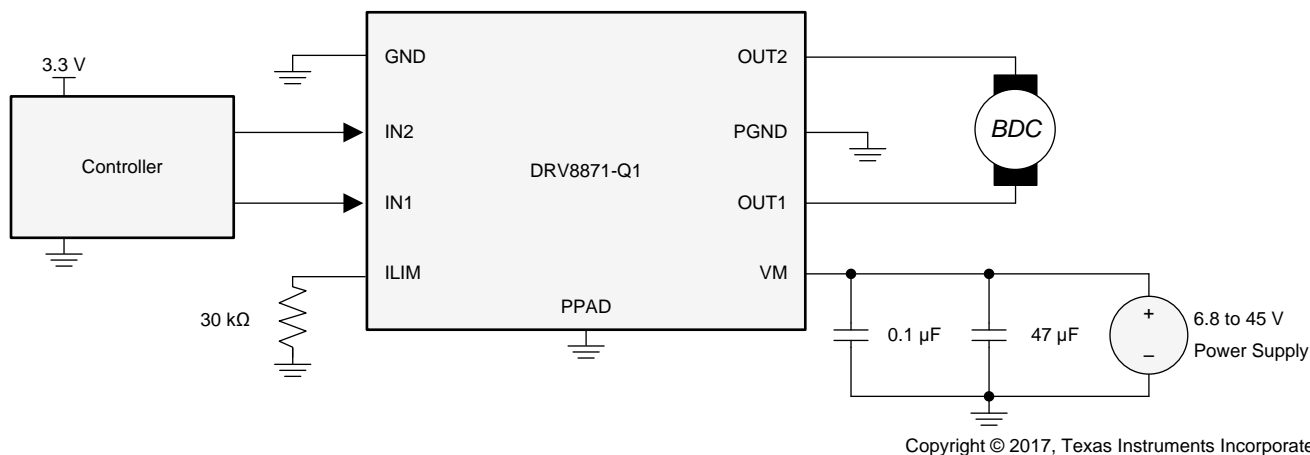 3.3 V
Controller
GND
IN2
IN1
ILIM
30 kΩ
DRV8871-Q1
PPAD
OUT2
PGND
OUT1
VM
BDC
0.1 µF
47 µF
+
–
6.8 to 45 V
Power Supply
Copyright © 2017, Texas Instruments Incorporate